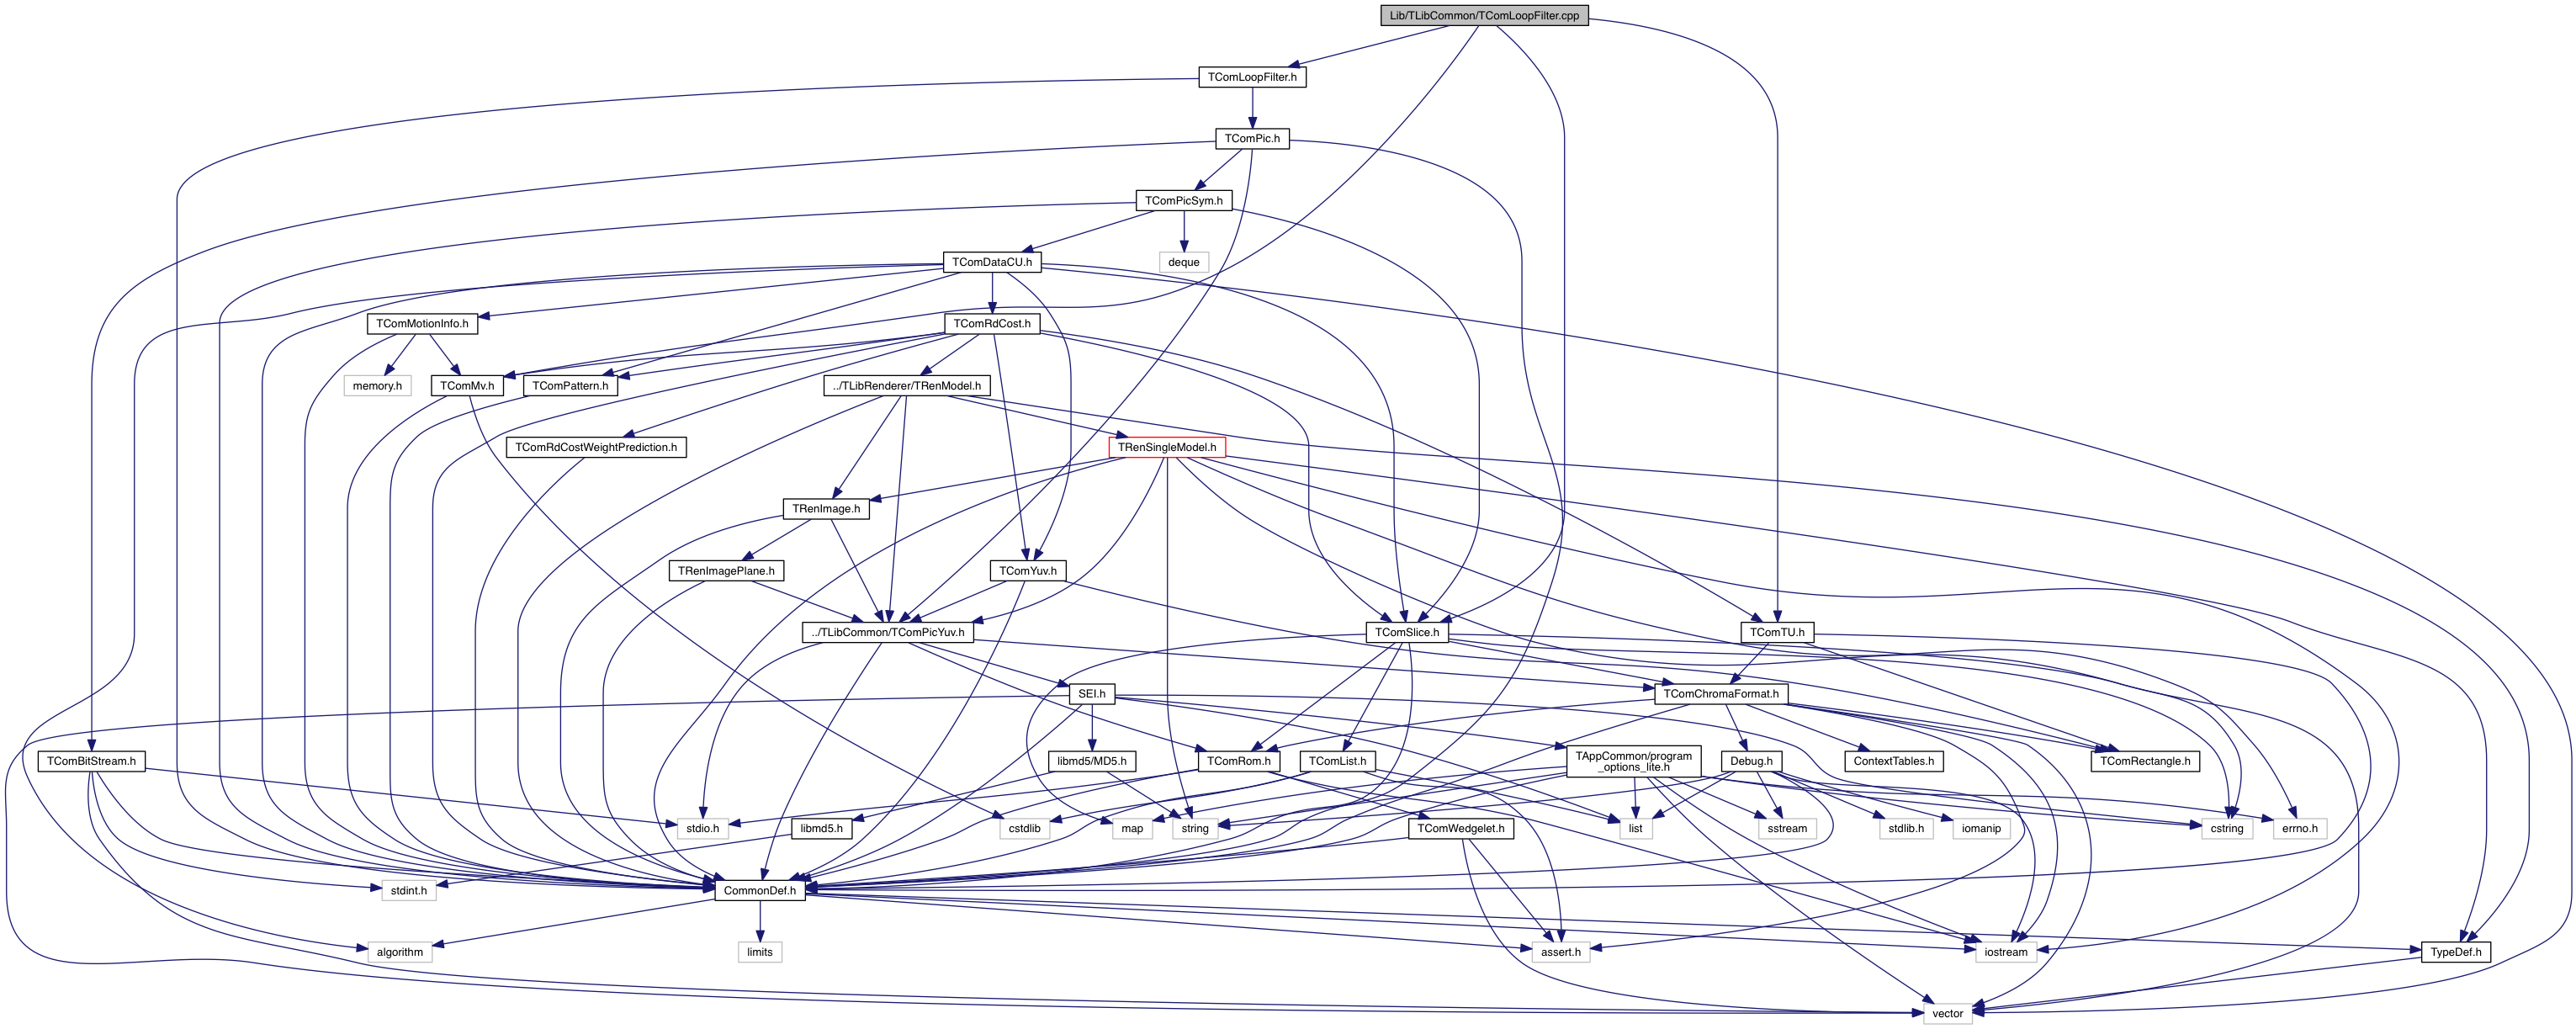 Lib/TLibCommon/TComLoopFilter.cpp
TComLoopFilter.h
TComPic.h
TComPicSym.h
TComDataCU.h
deque
TComMotionInfo.h
TComRdCost.h
memory.h
TComMv.h
TComPattern.h
../TLibRenderer/TRenModel.h
TComRdCostWeightPrediction.h
TRenSingleModel.h
TRenImage.h
TRenImagePlane.h
TComYuv.h
../TLibCommon/TComPicYuv.h
TComSlice.h
TComTU.h
SEI.h
TComChromaFormat.h
TComBitStream.h
libmd5/MD5.h
TComRom.h
TComList.h
TAppCommon/program
_options_lite.h
Debug.h
ContextTables.h
TComRectangle.h
stdio.h
libmd5.h
cstdlib
map
string
TComWedgelet.h
list
sstream
stdlib.h
iomanip
cstring
errno.h
stdint.h
CommonDef.h
algorithm
limits
assert.h
iostream
TypeDef.h
vector